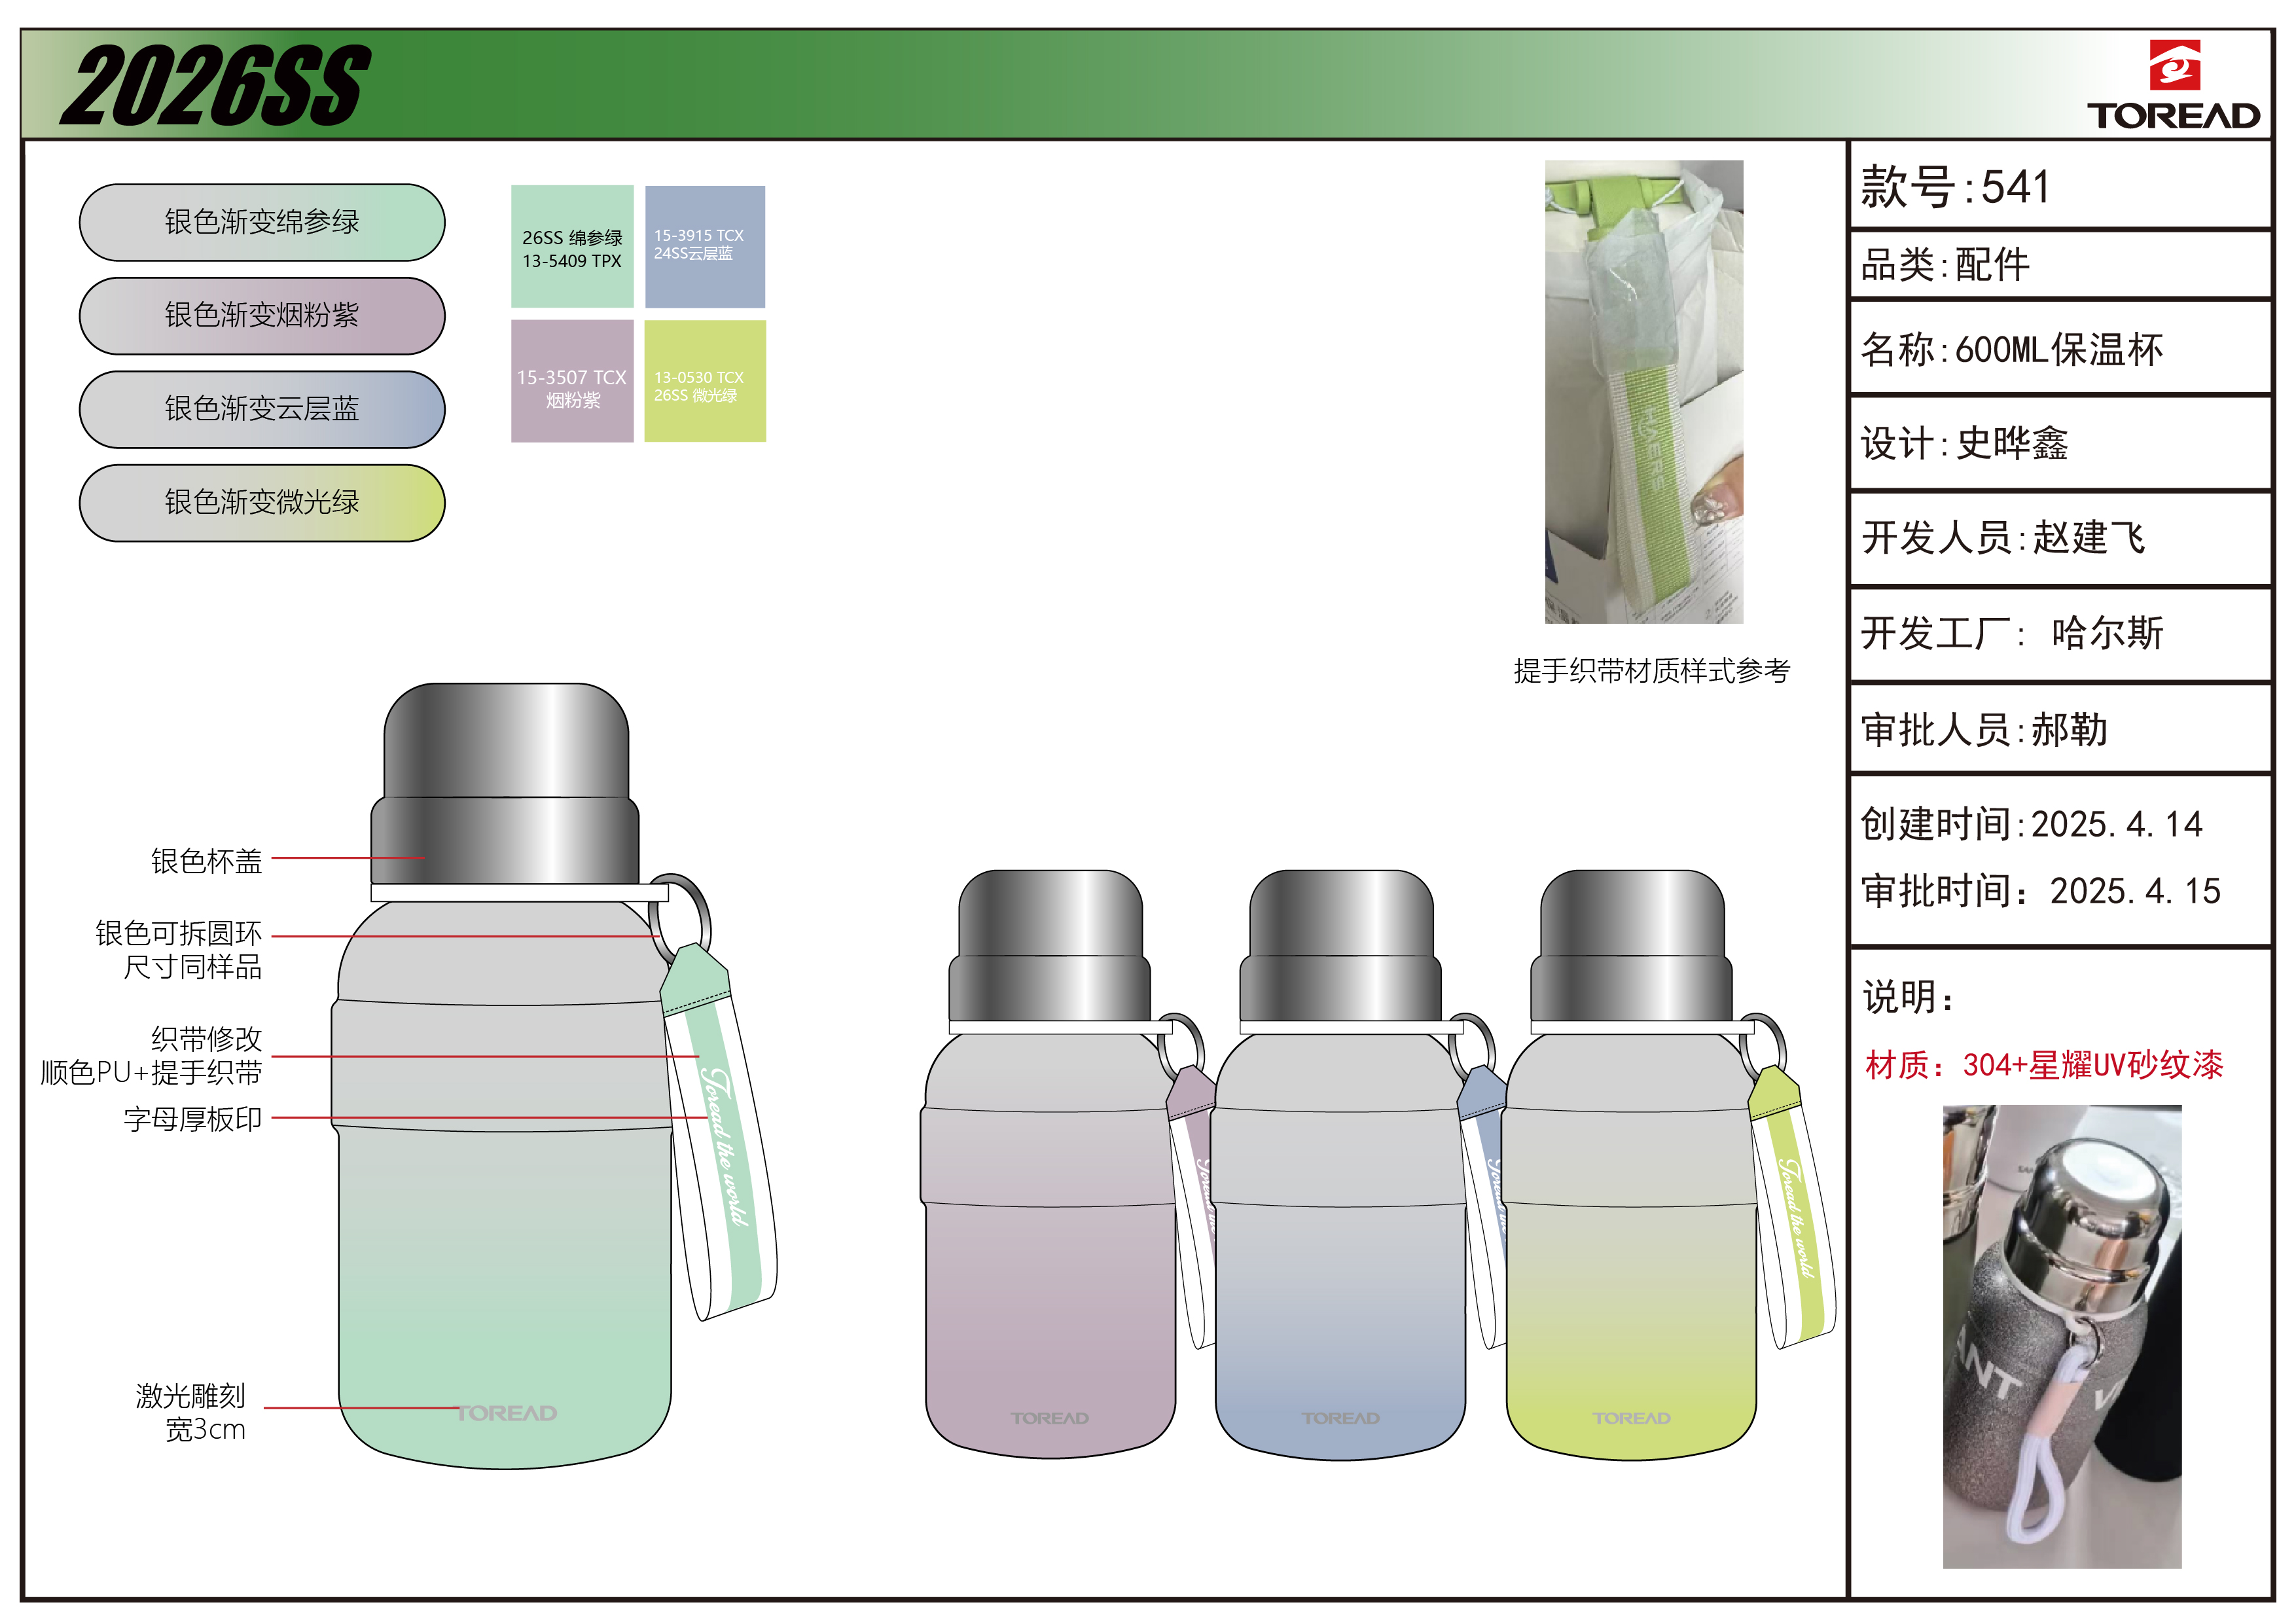 2026SS
TOREAD
银色渐变绵参绿
银色渐变烟粉紫
银色渐变云层蓝
银色渐变微光绿
26SS 绵参绿
13-5409 TPX
15-3915 TCX
24SS云层蓝
15-3507 TCX
烟粉紫
13-0530 TCX
26SS 微光绿
HAERS
提手织带材质样式参考
银色杯盖
银色可拆圆环
尺寸同样品
织带修改
顺色PU+提手织带
字母厚板印
激光雕刻
宽3cm
Toread the world
TOREAD
Toread the
TOREAD
Toread the
TOREAD
Toread the world
TOREAD
款号:541
品类:配件
名称:600ML保温杯
设计:史晔鑫
开发人员:赵建飞
开发工厂: 哈尔斯
审批人员:郝勒
创建时间:2025.4.14
审批时间：2025.4.15
说明：
材质：304+星耀UV砂纹漆
ANT